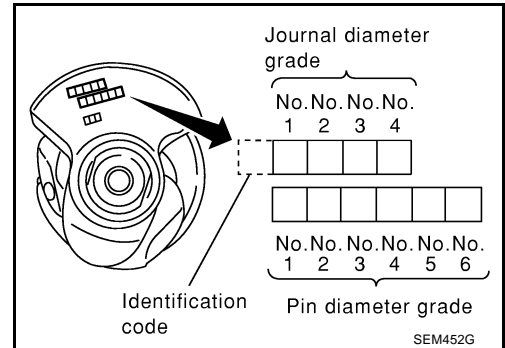 Journal diameter
grade
No. No. No. No.
1 2 3 4
No. No. No. No. No. No.
1 2 3 4 5 6
Identification
code
Pin diameter grade
SEM452G